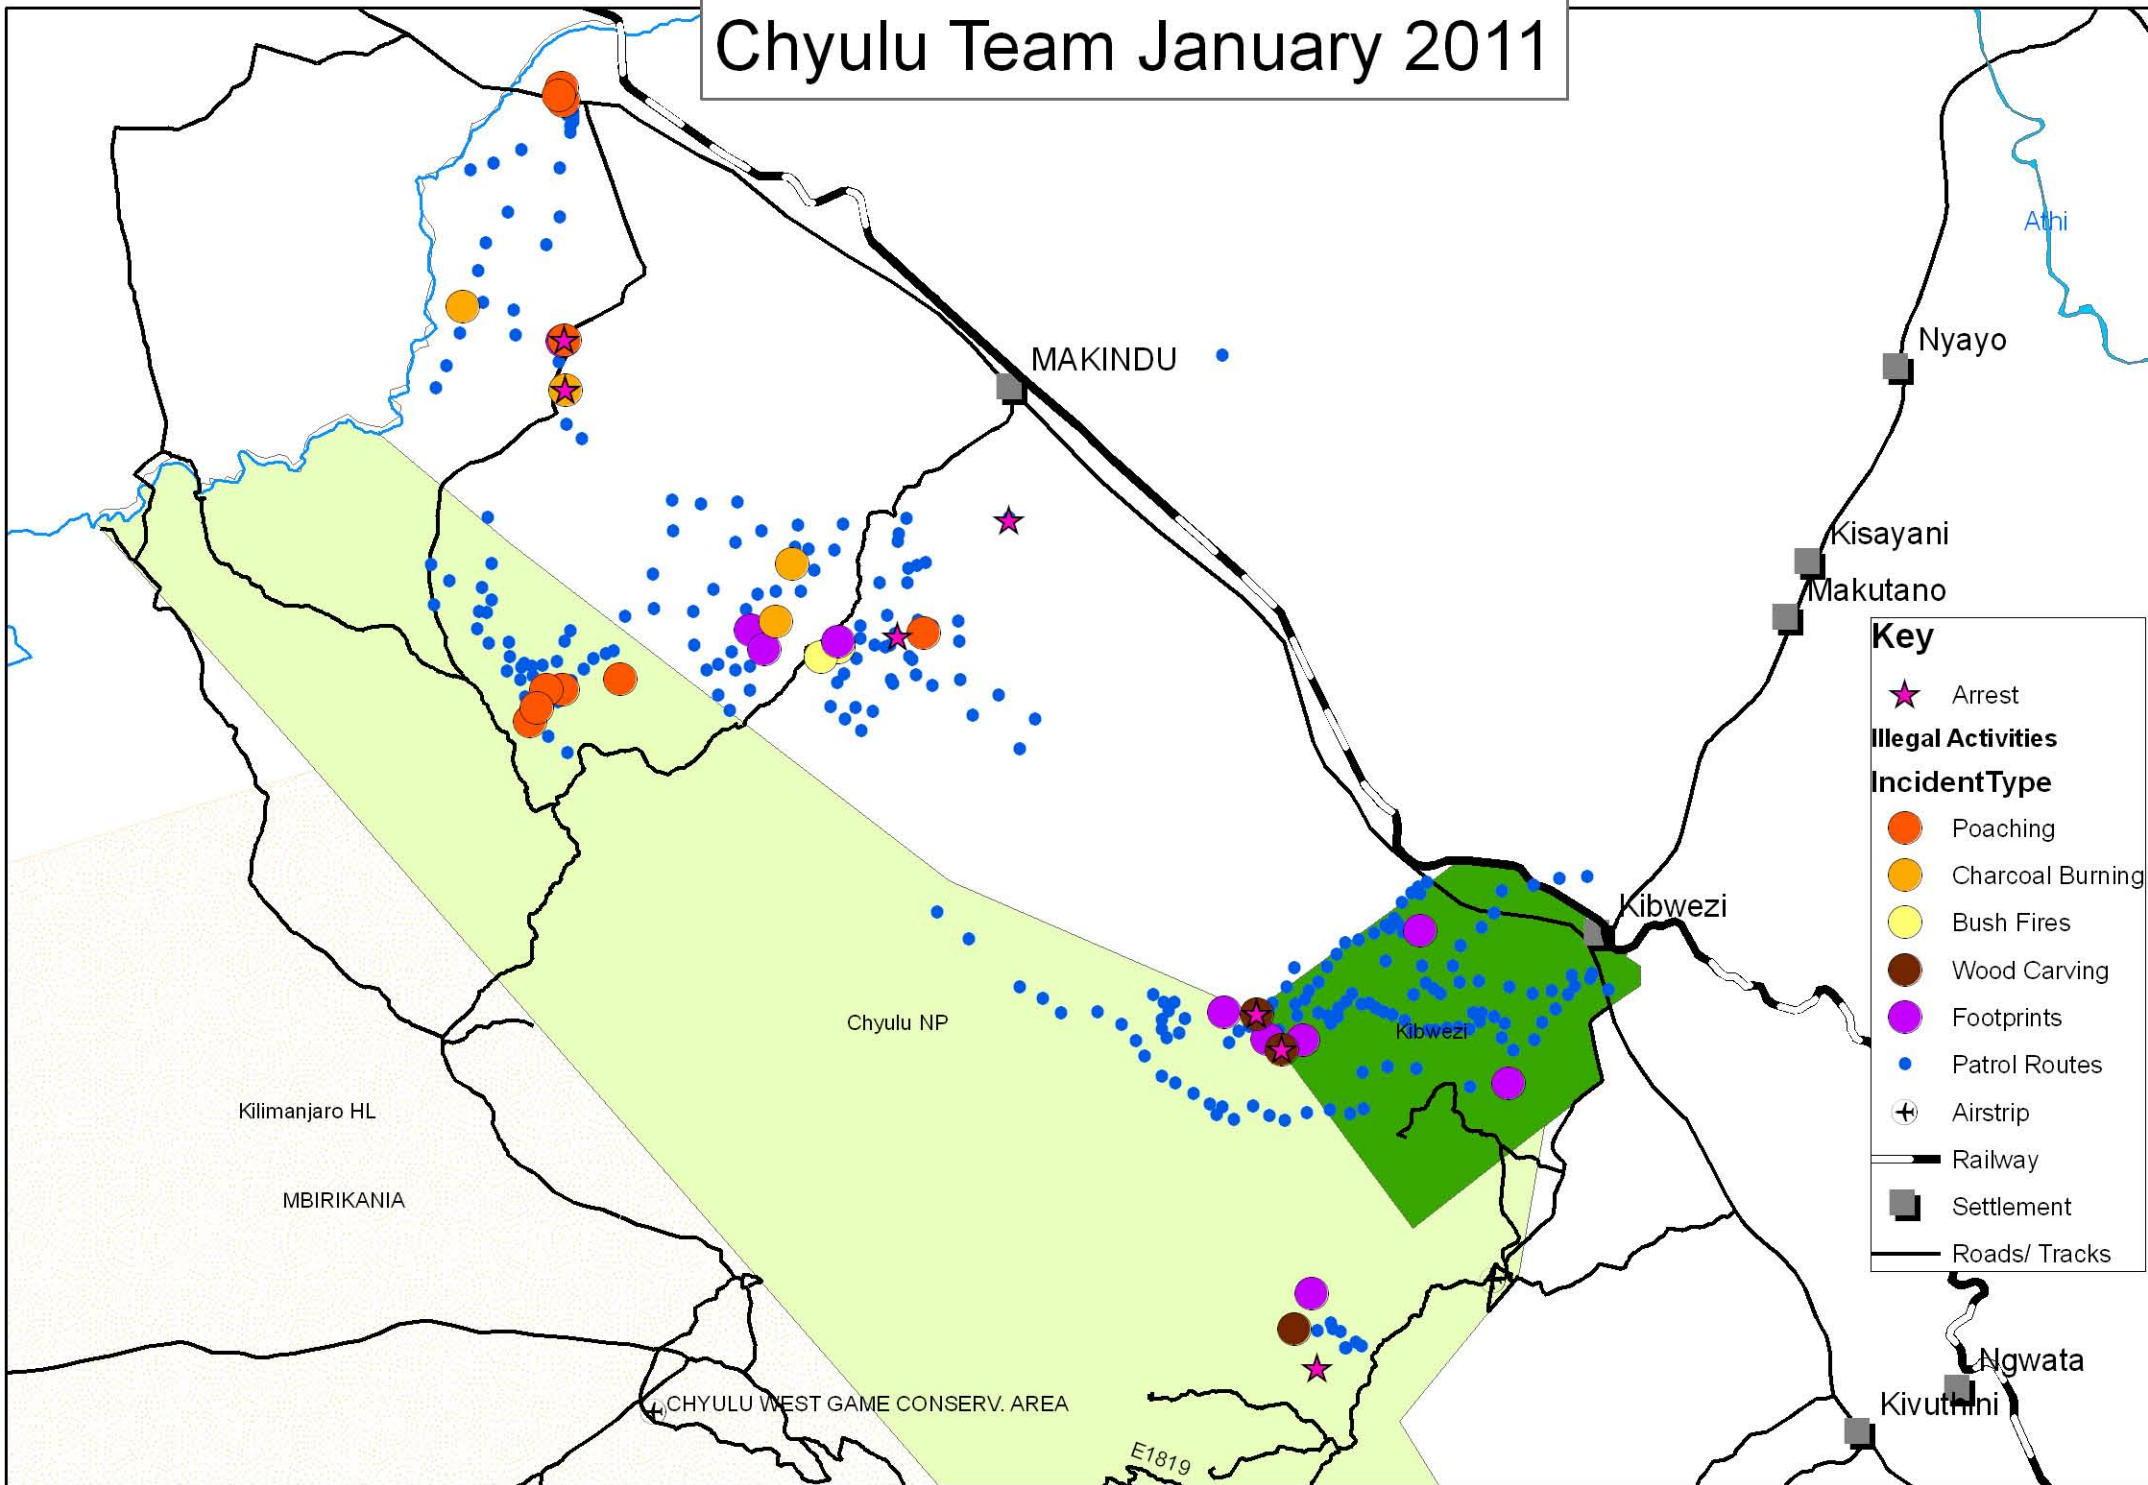 Chyulu Team January 2011
Athi
Nyayo
MAKINDU
Kisayani
Makutano
Key
Arrest
Illegal Activities
IncidentType
Poaching
Charcoal Burning
Bush Fires
Wood Carving
Footprints
Patrol Routes
Airstrip
Railway
Settlement
Roads/ Tracks
Kibwezi
Chyulu NP
Kibwezi
Kilimanjaro HL
MBIRIKANIA
CHYULU WEST GAME CONSERV. AREA
E1819
Ngwata
Kivuthini